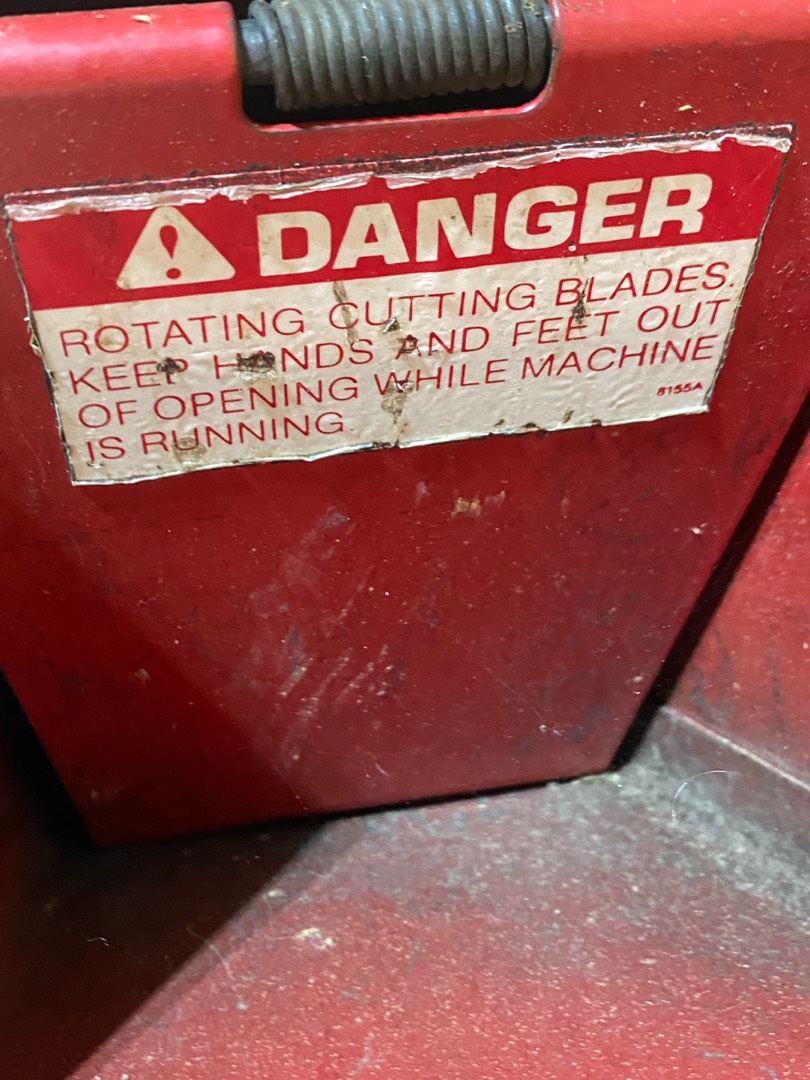 DANGER
ROTATING CUTTING BLADES.
KEEP HANDS AND FEET OUT
OF OPENING WHILE MACHINE
IS RUNNING.
8155A